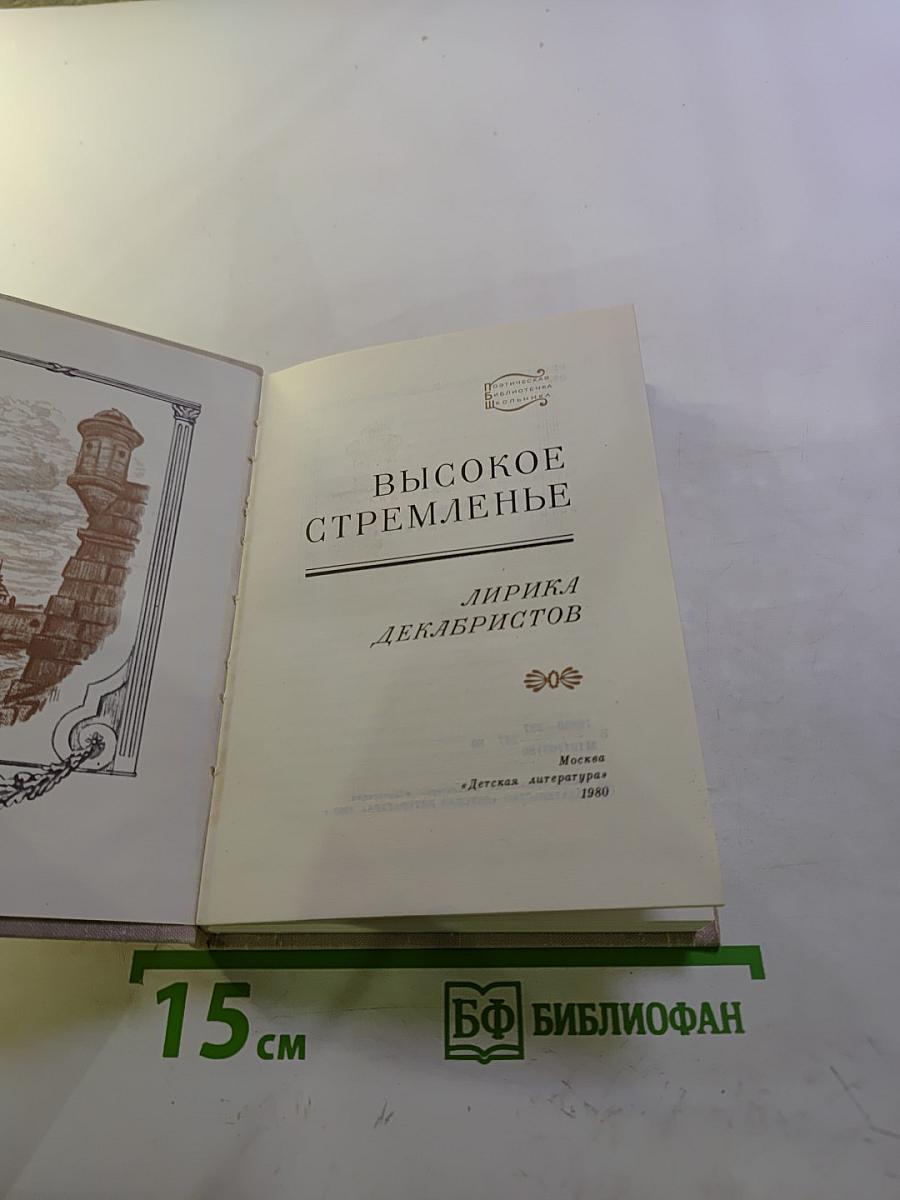 Поэтическая
Библиотечка
Школьника
ВЫСОКОЕ
СТРЕМЛЕНЬЕ
ЛИРИКА
ДЕКАБРИСТОВ
Москва
«Детская литература»
1980
15 см
БФ БИБЛИОФАН